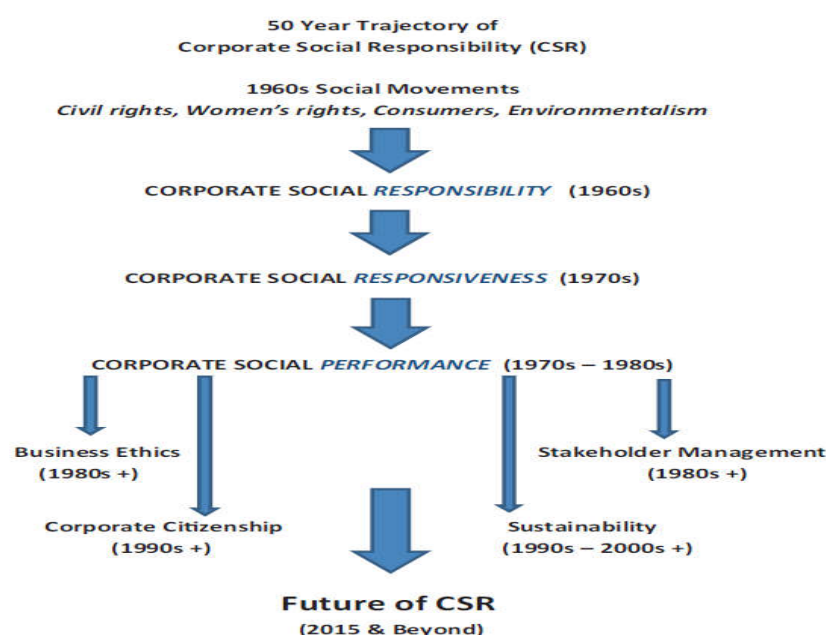 50 Year Trajectory of
Corporate Social Responsibility (CSR)
1960s Social Movements
Civil rights, Women's rights, Consumers, Environmentalism
CORPORATE SOCIAL RESPONSIBILITY (1960s)
CORPORATE SOCIAL RESPONSIVENESS (1970s)
CORPORATE SOCIAL PERFORMANCE (1970s – 1980s)
Business Ethics
(1980s +)
Stakeholder Management
(1980s +)
Corporate Citizenship
(1990s +)
Sustainability
(1990s – 2000s +)
Future of CSR
(2015 & Beyond)